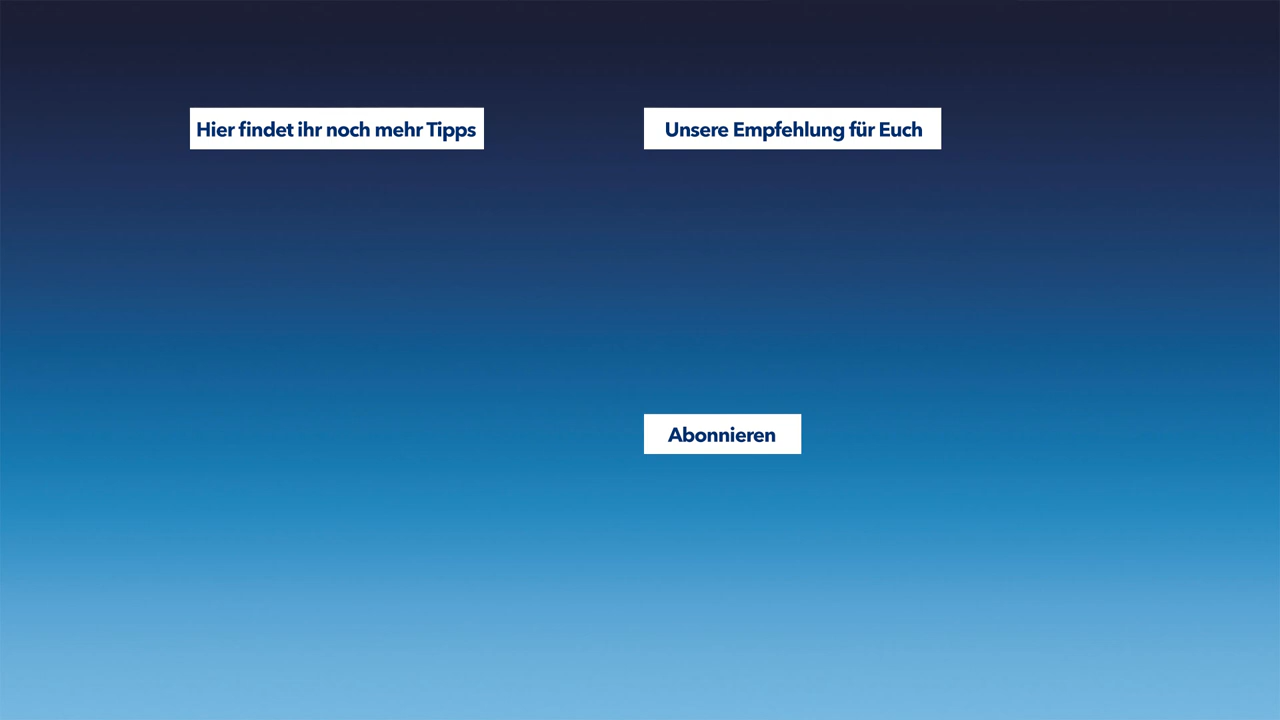 Hier findet ihr noch mehr Tipps
Unsere Empfehlung für Euch
Abonnieren